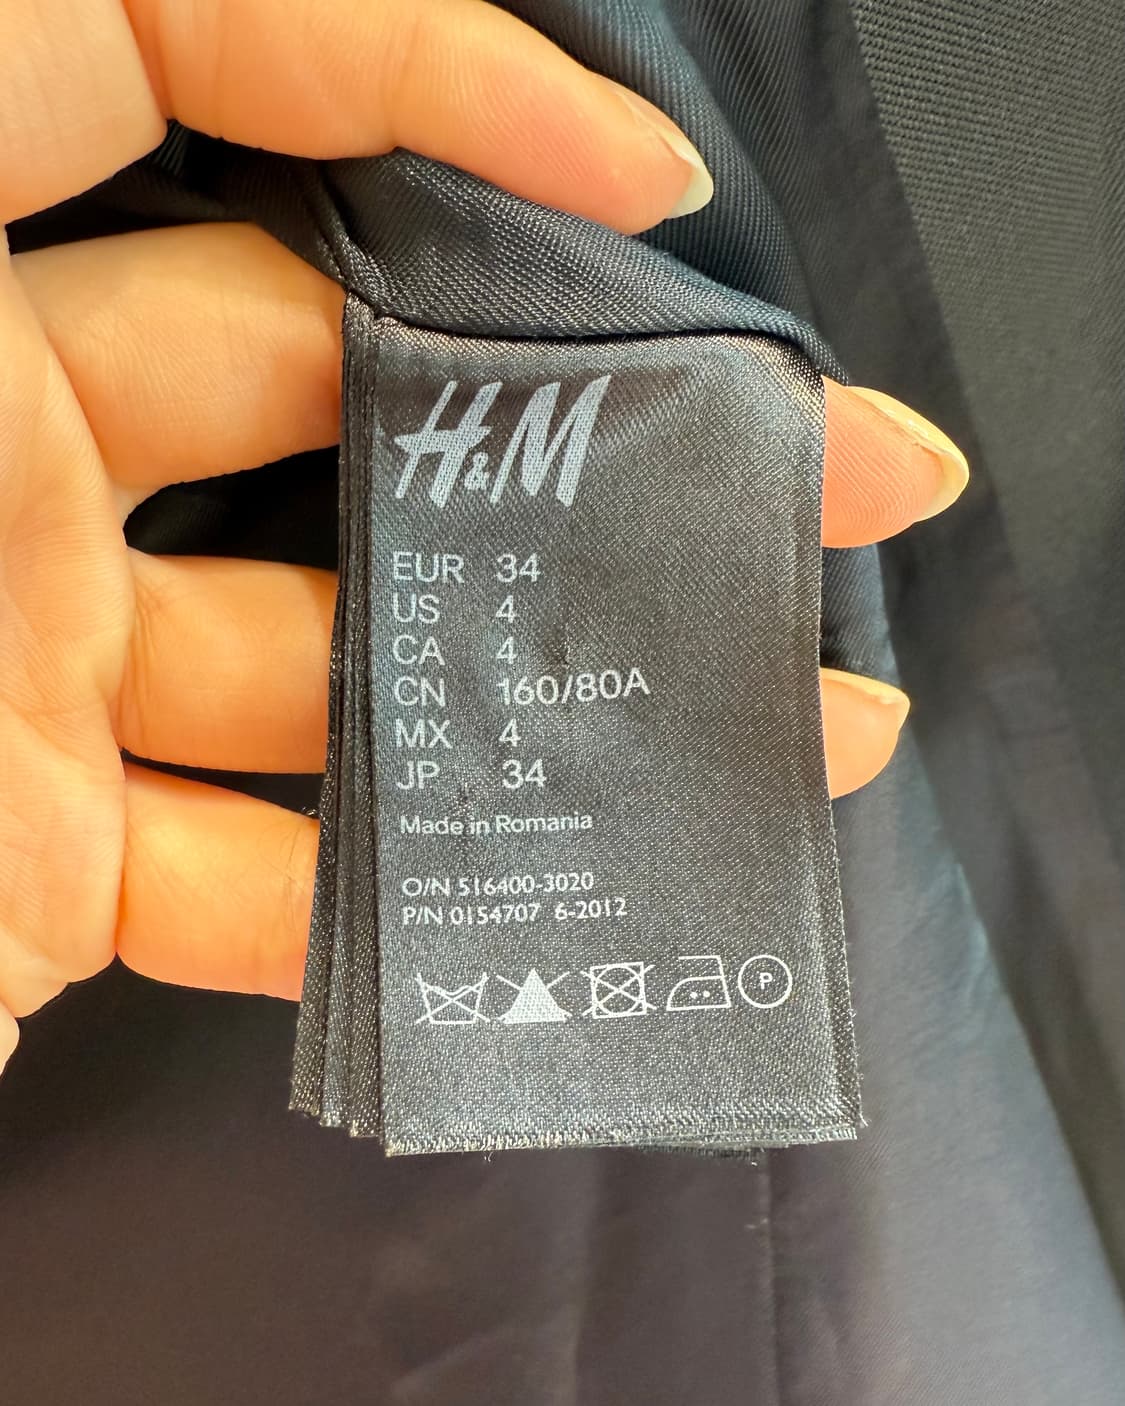 H&M
EUR 34
US 4
CA 4
CN 160/80A
MX 4
JP 34
Made in Romania
O/N 516400-3020
P/N 0154707 6-2012
P